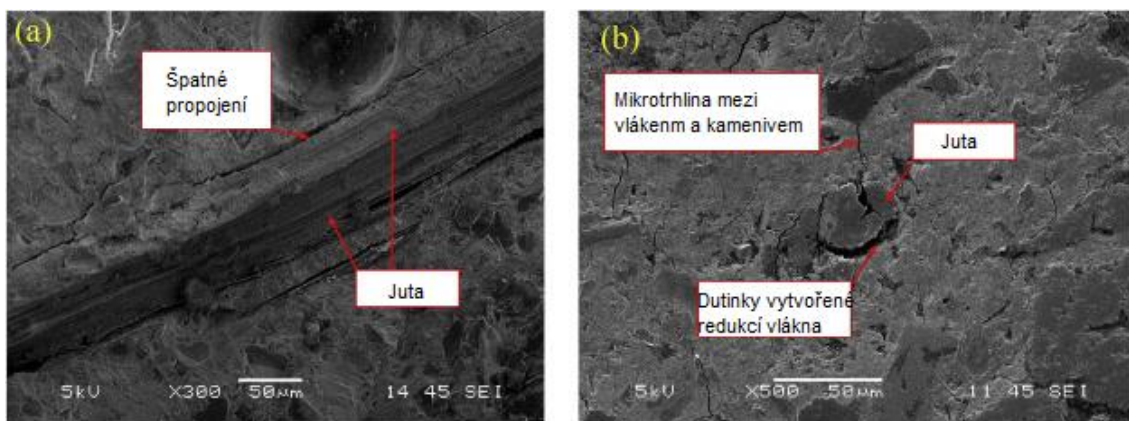 (a)
Špatné
propojení
Juta
5kV X300 50μm 14 45 SEI
(b)
Mikrotrhlina mezi
vlákenm a kamenivem
Juta
Dutinky vytvořené
redukcí vlákna
5kV X500 50μm 11 45 SEI